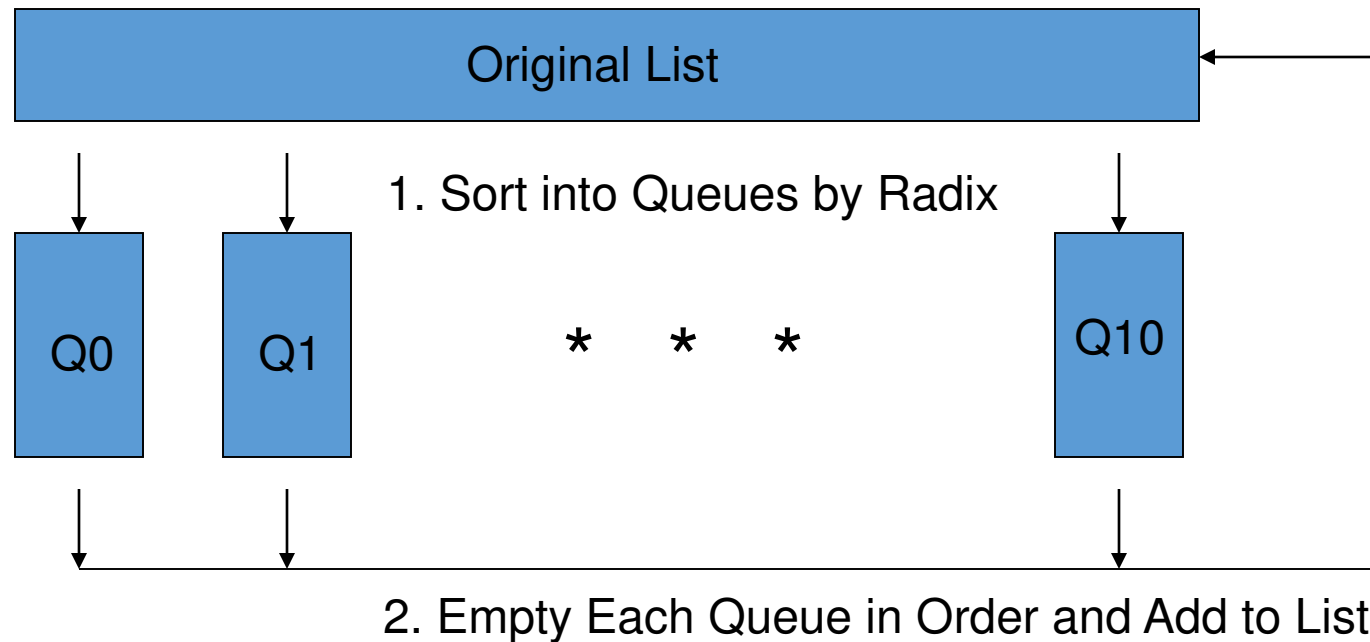 Original List
1. Sort into Queues by Radix
Q0
Q1
* * *
Q10
2. Empty Each Queue in Order and Add to List